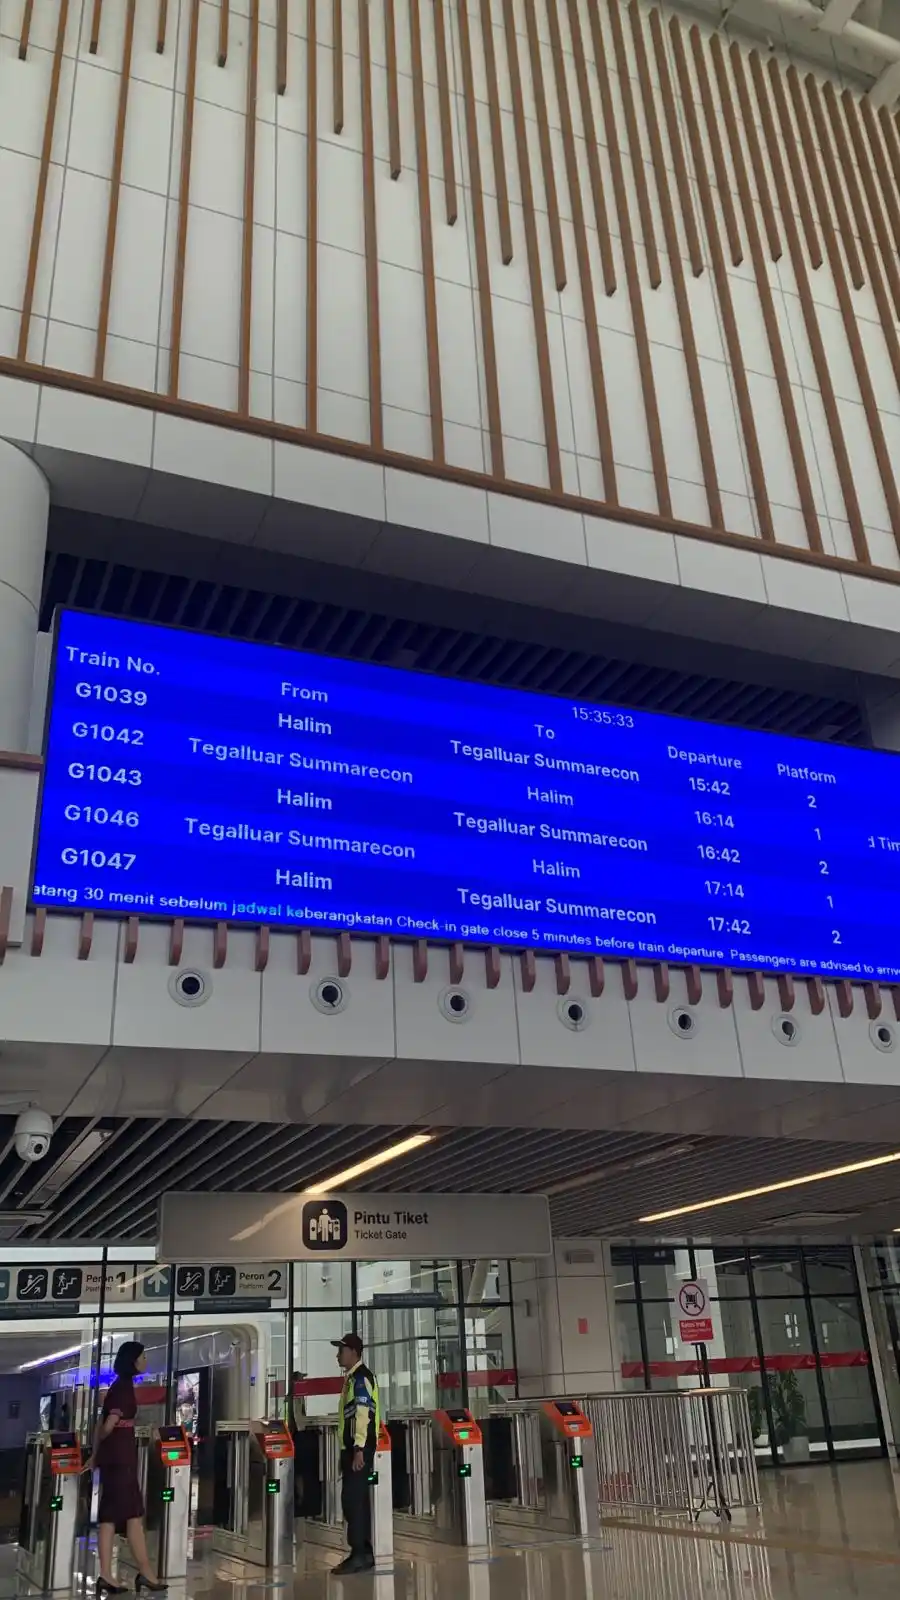 15:35:33
Train No. From To Departure Platform
G1039 Halim Tegalluar Summarecon 15:42 2
G1042 Tegalluar Summarecon Halim 16:14 1
G1043 Halim Tegalluar Summarecon 16:42 2
G1046 Tegalluar Summarecon Halim 17:14 1
G1047 Halim Tegalluar Summarecon 17:42 2
d Tim
atang 30 menit sebelum jadwal keberangkatan Check-in gate close 5 minutes before train departure. Passengers are advised to arrive
Pintu Tiket
Ticket Gate
Peron 1
Platform
Peron 2
Platform